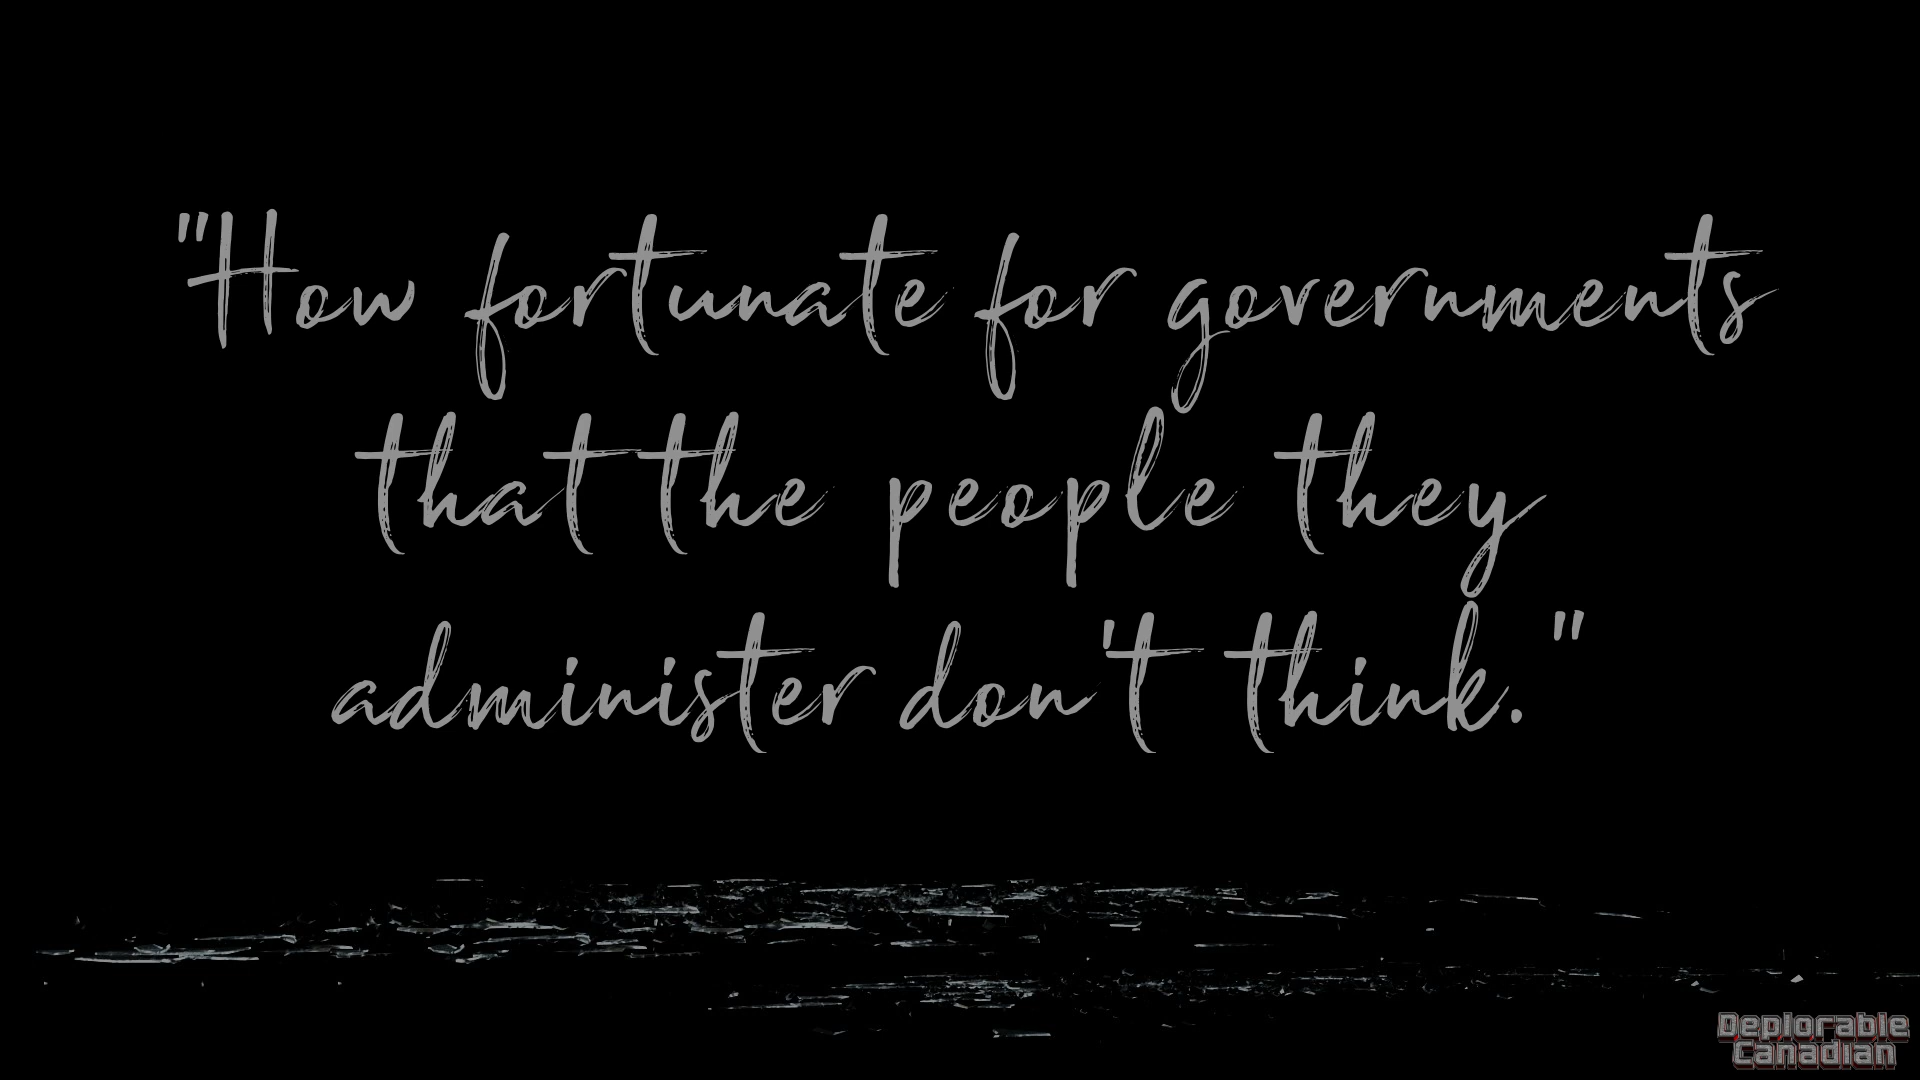 "How fortunate for governments
that the people they
administer don't think."
Deplorable
Canadian